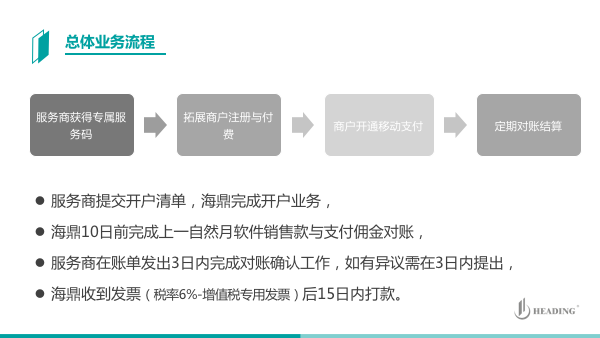 总体业务流程
服务商获得专属服
务码
拓展商户注册与付
费
商户开通移动支付
定期对账结算
● 服务商提交开户清单，海鼎完成开户业务，
● 海鼎10日前完成上一自然月软件销售款与支付佣金对账，
● 服务商在账单发出3日内完成对账确认工作，如有异议需在3日内提出，
● 海鼎收到发票（税率6%-增值税专用发票）后15日内打款。
HEADING